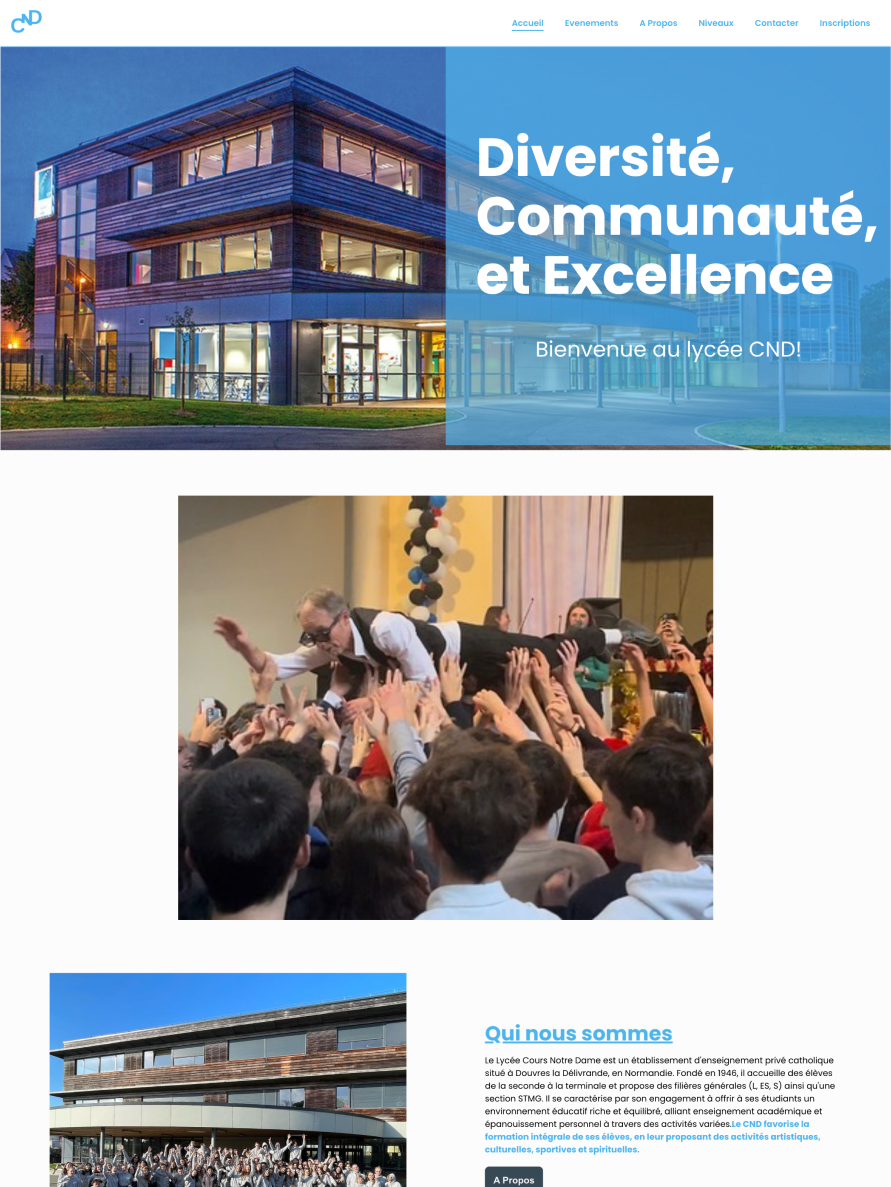 CND
Accueil Evenements A Propos Niveaux Contacter Inscriptions
Diversité,
Communauté,
et Excellence
Bienvenue au lycée CND!
Qui nous sommes
Le Lycée Cours Notre Dame est un établissement d'enseignement privé catholique
situé à Douvres la Délivrande, en Normandie. Fondé en 1946, il accueille des élèves
de la seconde à la terminale et propose des filières générales (L, ES, S) ainsi qu'une
section STMG. Il se caractérise par son engagement à offrir à ses étudiants un
environnement éducatif riche et équilibré, alliant enseignement académique et
épanouissement personnel à travers des activités variées.Le CND favorise la
formation intégrale de ses élèves, en leur proposant des activités artistiques,
culturelles, sportives et spirituelles.
A Propos